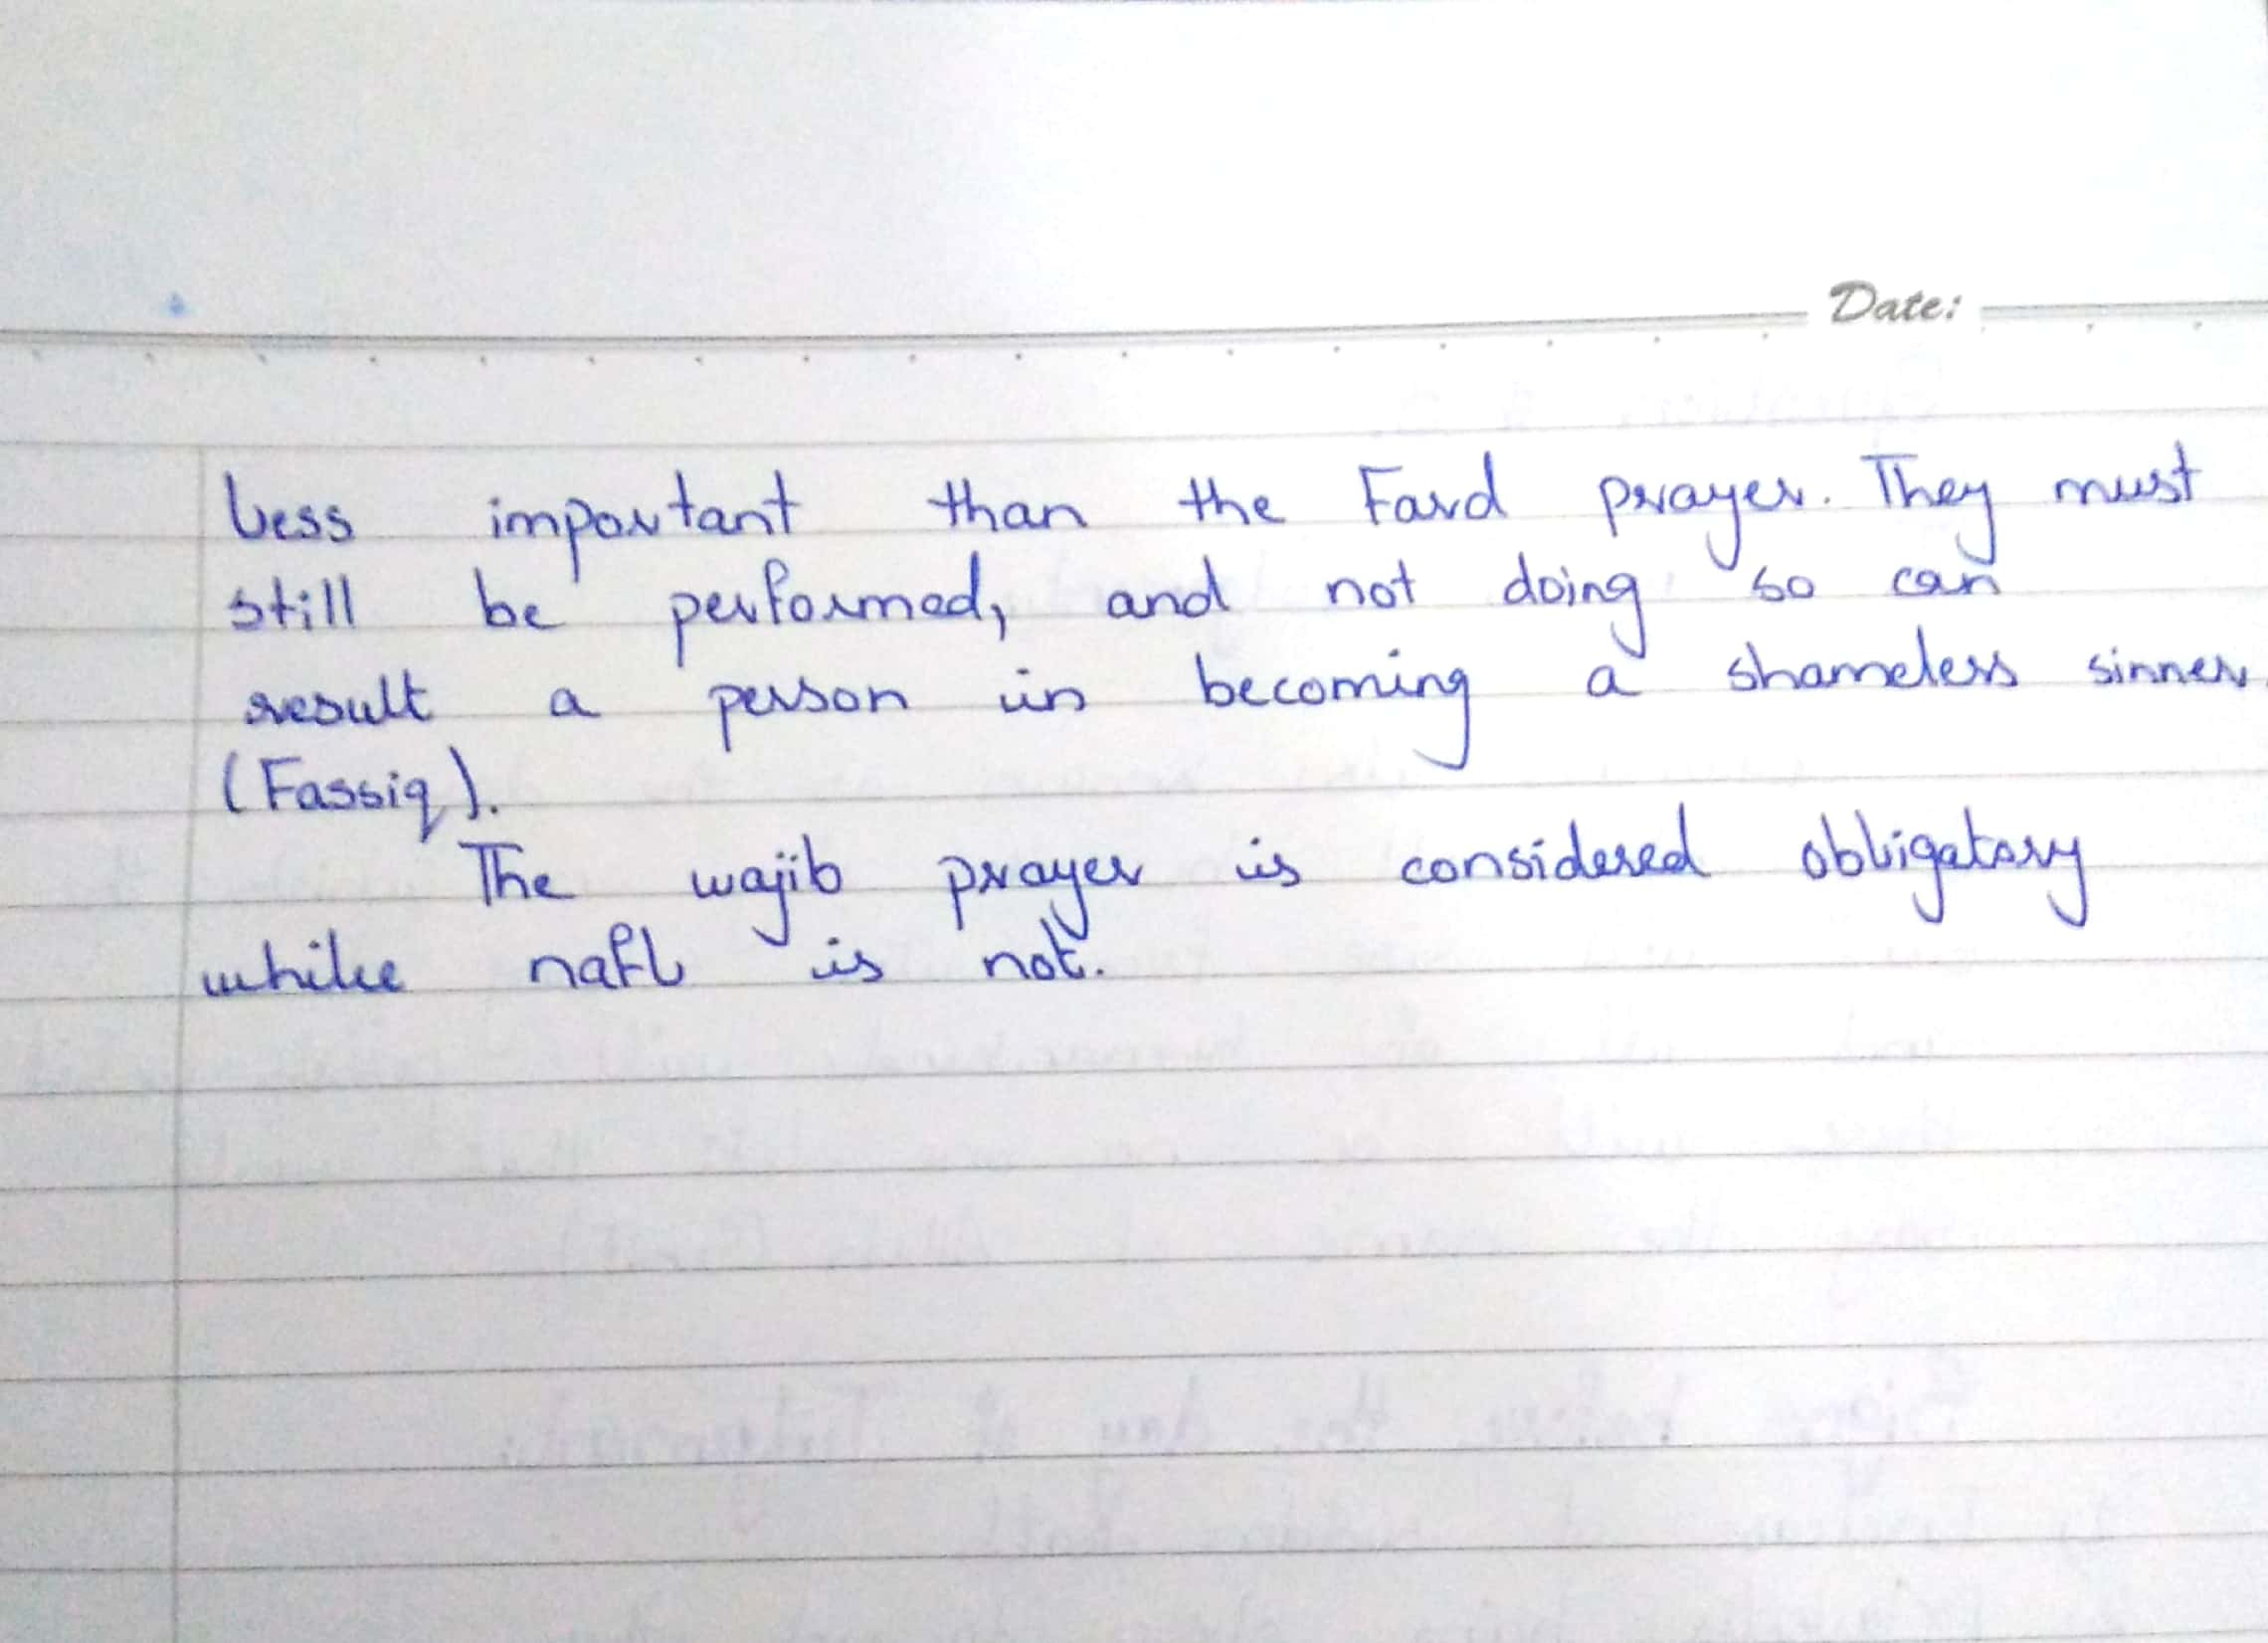 Date:
less important than the Fard prayer. They must
still be performed, and not doing so can
result a person in becoming a shameless sinner.
(Fassiq).
The wajib prayer is considered obligatory
while nafl is not.